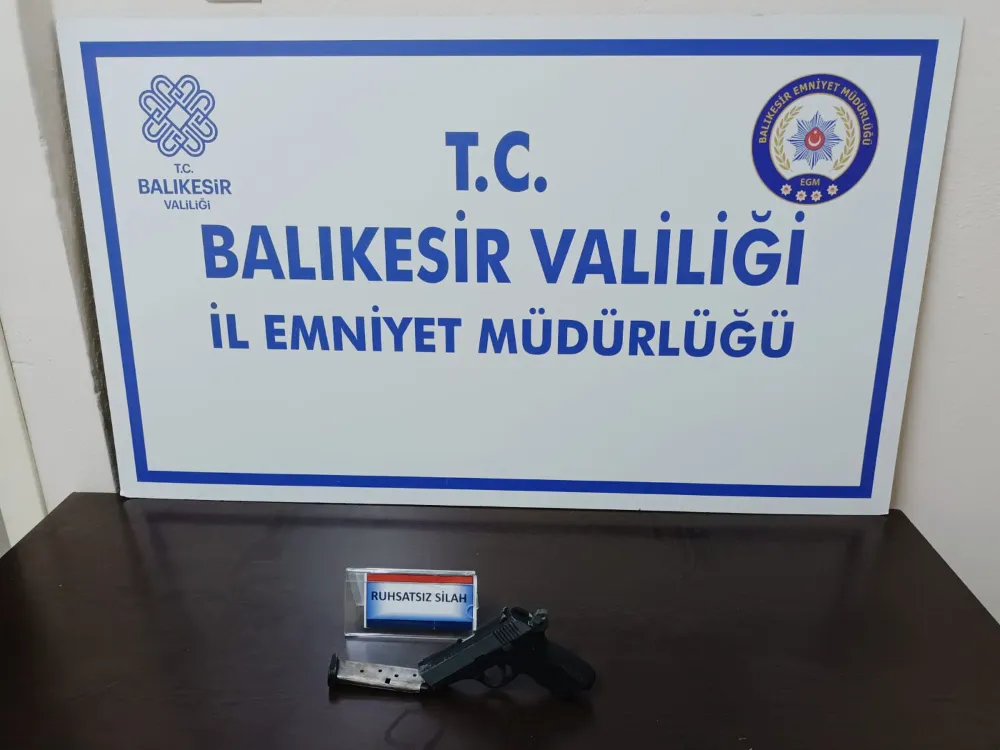 T.C.
BALIKESİR
VALİLİĞİ
BALIKESİR EMNİYET MÜDÜRLÜĞÜ
EGM
T.C.
BALIKESİR VALİLİĞİ
İL EMNİYET MÜDÜRLÜĞÜ
RUHSATSIZ SİLAH